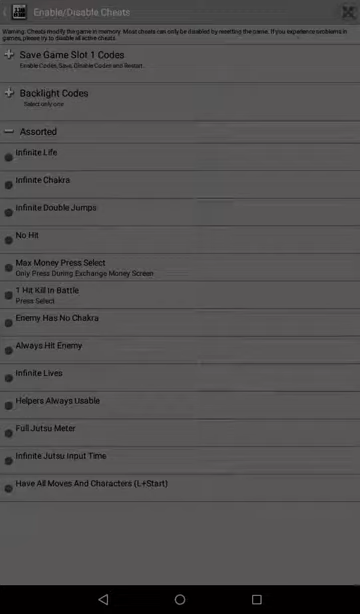 Enable/Disable Cheats
Warning: Cheats modify the game in memory. Most cheats can only be disabled by resetting the game. If you experience problems in
games, please try to disable all active cheats.
Save Game Slot 1 Codes
Enable Codes, Save, Disable Codes and Restart
Backlight Codes
Select only one
Assorted
Infinite Life
Infinite Chakra
Infinite Double Jumps
No Hit
Max Money Press Select
Only Press During Exchange Money Screen
1 Hit Kill In Battle
Press Select
Enemy Has No Chakra
Always Hit Enemy
Infinite Lives
Helpers Always Usable
Full Jutsu Meter
Infinite Jutsu Input Time
Have All Moves And Characters (L+Start)